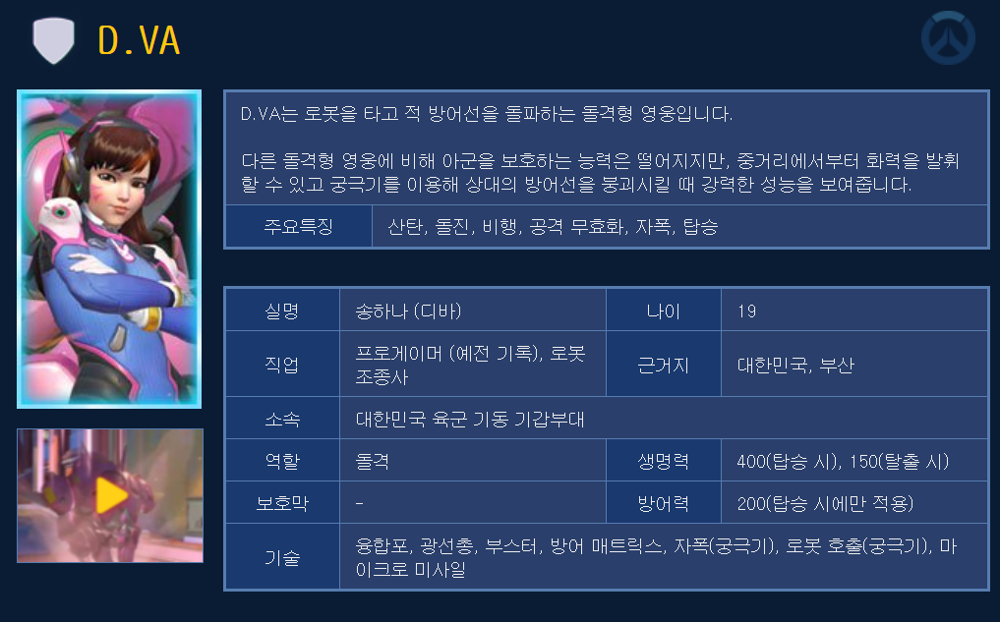 D.VA
D.VA는 로봇을 타고 적 방어선을 돌파하는 돌격형 영웅입니다.
다른 돌격형 영웅에 비해 아군을 보호하는 능력은 떨어지지만, 중거리에서부터 화력을 발휘
할 수 있고 궁극기를 이용해 상대의 방어선을 붕괴시킬 때 강력한 성능을 보여줍니다.
주요특징 산탄, 돌진, 비행, 공격 무효화, 자폭, 탑승
실명 송하나 (디바) 나이 19
직업 프로게이머 (예전 기록), 로봇
조종사 근거지 대한민국, 부산
소속 대한민국 육군 기동 기갑부대
역할 돌격 생명력 400(탑승 시), 150(탈출 시)
보호막 - 방어력 200(탑승 시에만 적용)
기술 융합포, 광선총, 부스터, 방어 매트릭스, 자폭(궁극기), 로봇 호출(궁극기), 마
이크로 미사일